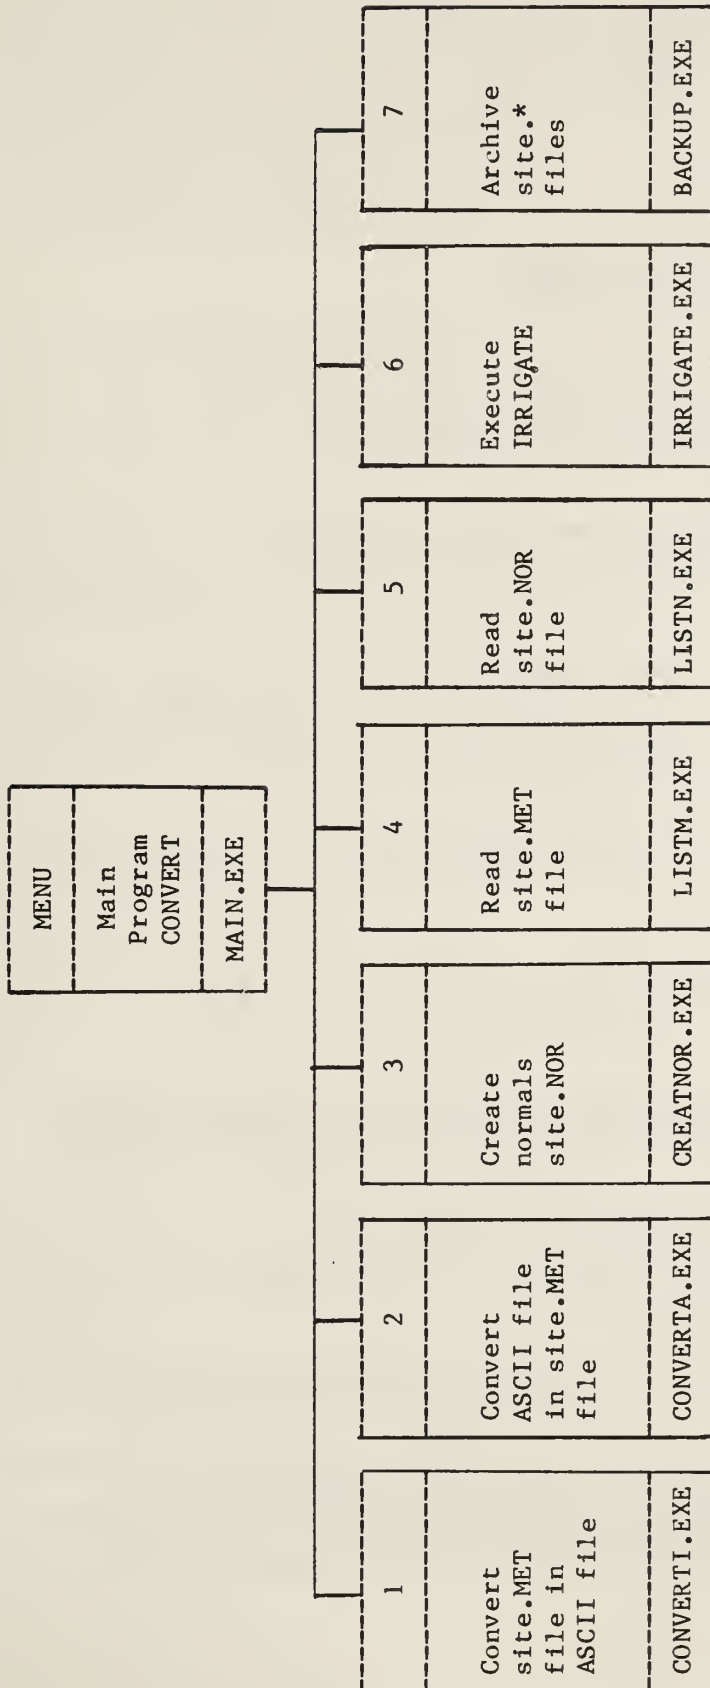 MENU
Main
Program
CONVERT
MAIN.EXE
1
Convert
site.MET
file in
ASCII file
CONVERTI.EXE
2
Convert
ASCII file
in site.MET
file
CONVERTA.EXE
3
Create
normals
site.NOR
CREATNOR.EXE
4
Read
site.MET
file
LISTM.EXE
5
Read
site.NOR
file
LISTN.EXE
6
Execute
IRRIGATE
IRRIGATE.EXE
7
Archive
site.*
files
BACKUP.EXE